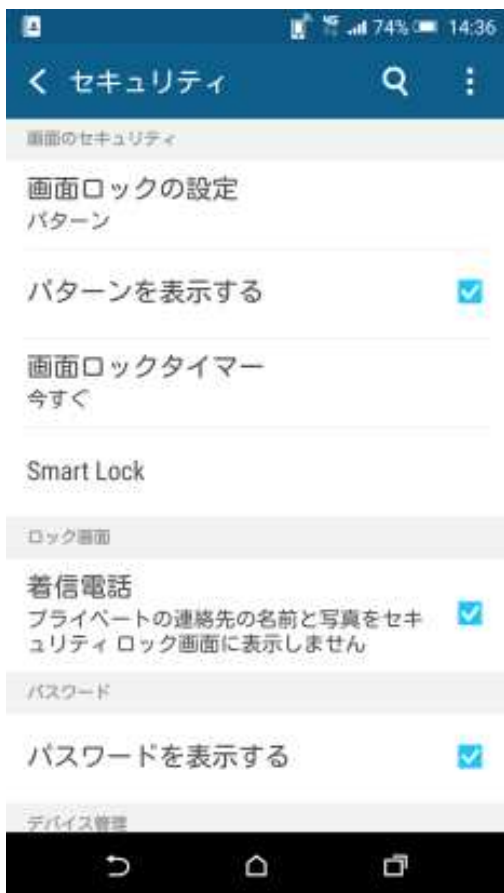 74% 14:36
セキュリティ
画面のセキュリティ
画面ロックの設定
パターン
パターンを表示する
画面ロックタイマー
今すぐ
Smart Lock
ロック画面
着信電話
プライベートの連絡先の名前と写真をセキ
ュリティ ロック画面に表示しません
パスワード
パスワードを表示する
デバイス管理